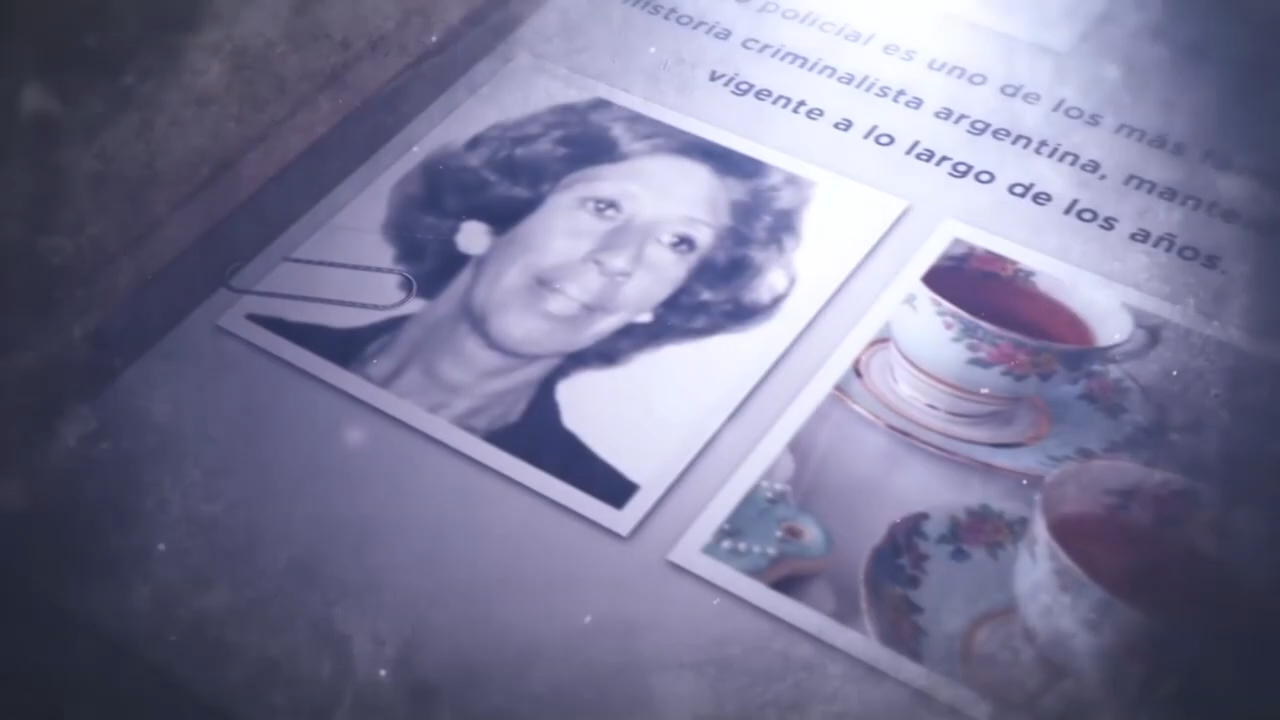 policial es uno de los más
historia criminalista argentina, mante
vigente a lo largo de los años.